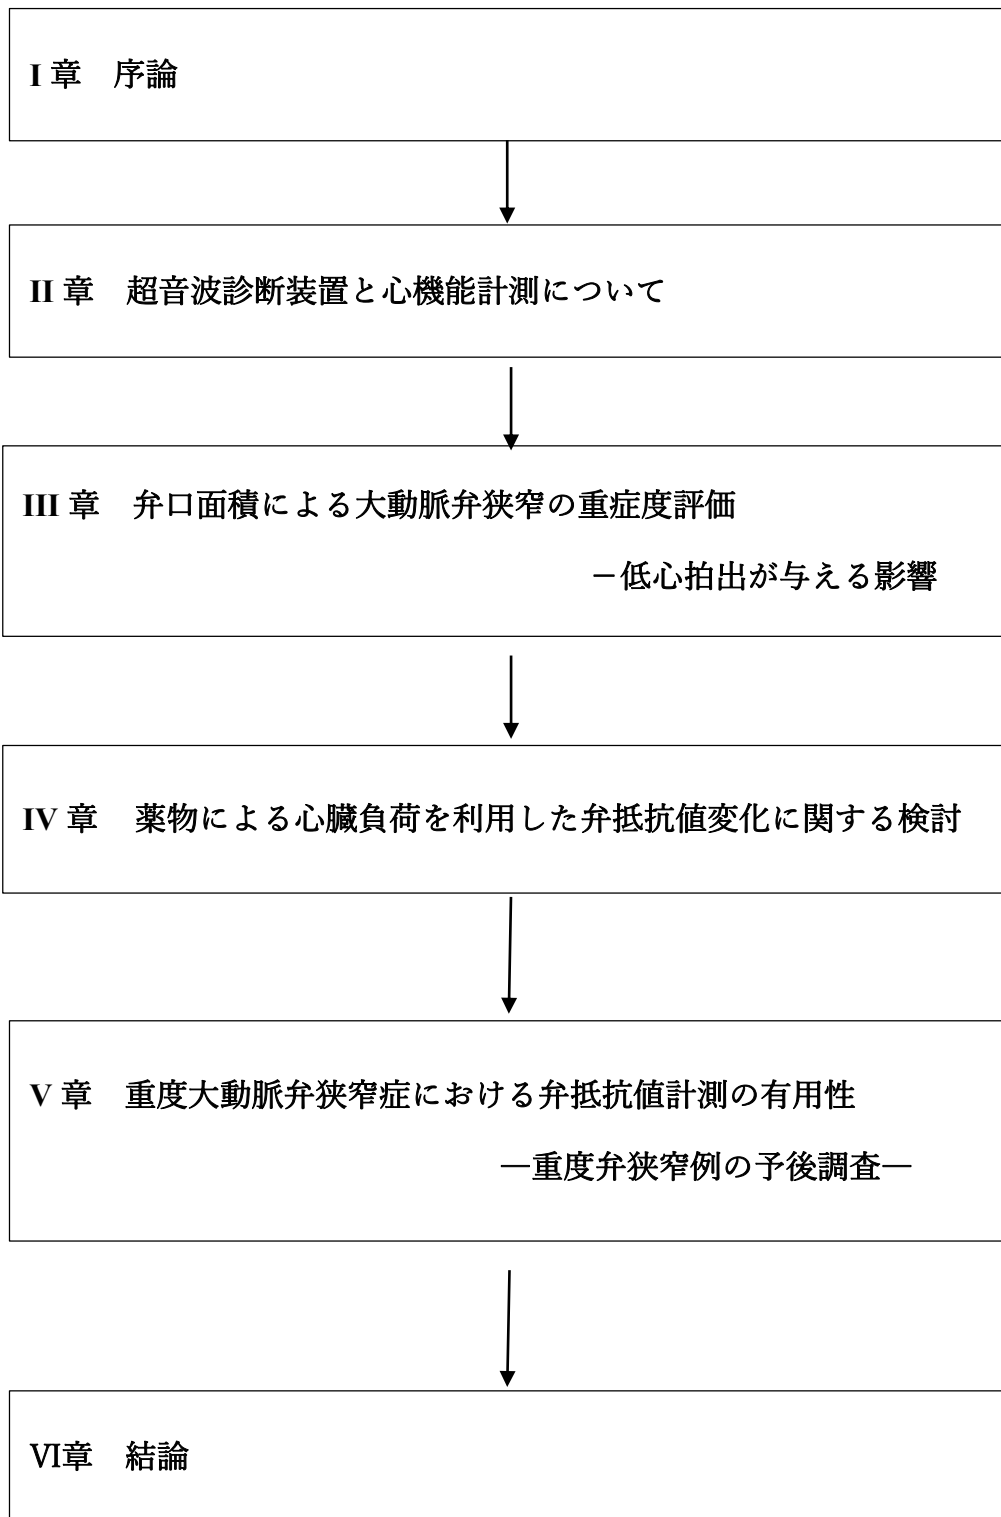 I 章　序論
II 章　超音波診断装置と心機能計測について
III 章　弁口面積による大動脈弁狭窄の重症度評価
－低心拍出が与える影響
IV 章　薬物による心臓負荷を利用した弁抵抗値変化に関する検討
V 章　重度大動脈弁狭窄症における弁抵抗値計測の有用性
―重度弁狭窄例の予後調査―
Ⅵ章　結論